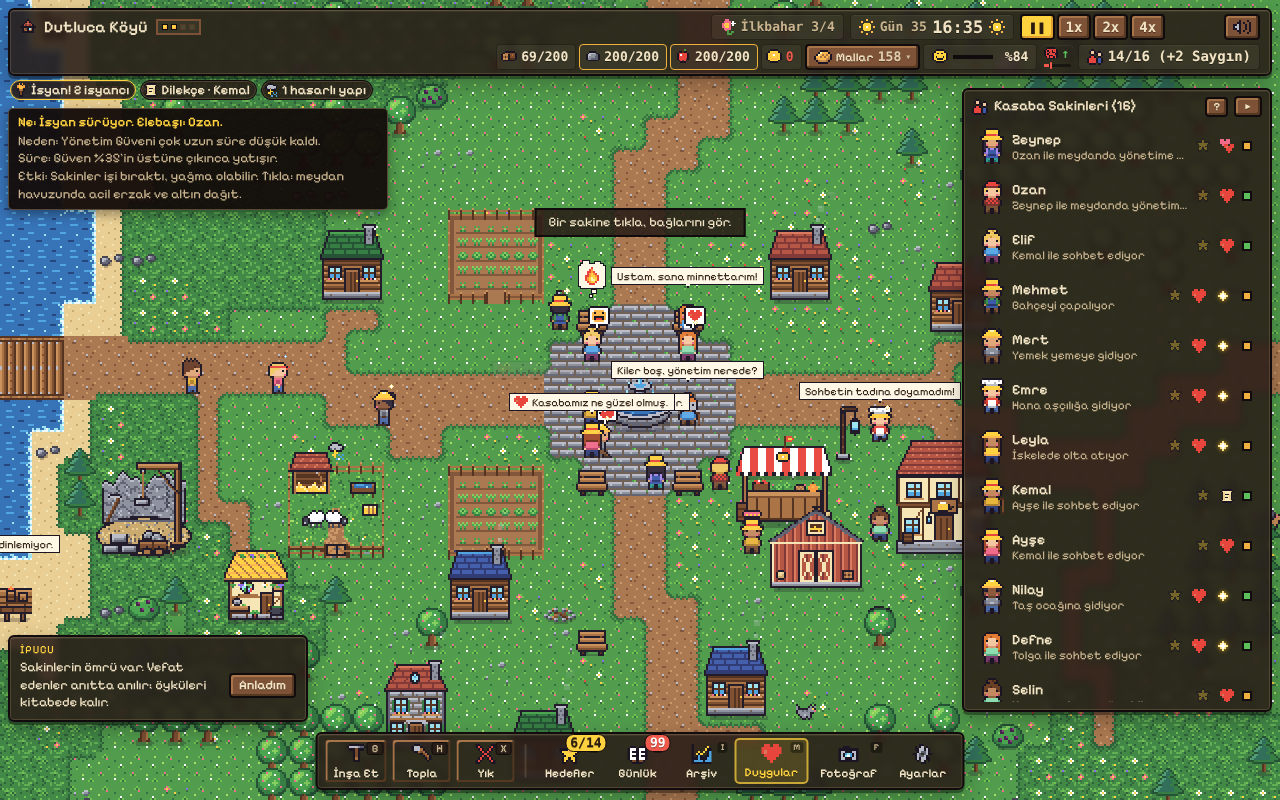 Dutluca Köyü
İlkbahar 3/4
Gün 35 16:35
1x
2x
4x
69/200
200/200
200/200
0
Mallar 158
%84
14/16 (+2 Saygın)
İsyan! 2 isyancı
Dilekçe · Kemal
1 hasarlı yapı
Ne: İsyan sürüyor. Elebaşı: Ozan.
Neden: Yönetim Güveni çok uzun süre düşük kaldı.
Süre: Güven %38'in üstüne çıkınca yatışır.
Etki: Sakinler işi bıraktı, yağma olabilir. Tıkla: meydan
havuzunda acil erzak ve altın dağıt.
Bir sakine tıkla, bağlarını gör.
Ustam, sana minnettarım!
Kiler boş, yönetim nerede?
Kasabamız ne güzel olmuş.
r.
Sohbetin tadına doyamadım!
dinlemiyor.
Kasaba Sakinleri (16)
?
Zeynep
Ozan ile meydanda yönetime ...
Ozan
Zeynep ile meydanda yönetim...
Elif
Kemal ile sohbet ediyor
Mehmet
Bahçeyi çapalıyor
Mert
Yemek yemeye gidiyor
Emre
Hana aşçılığa gidiyor
Leyla
İskelede olta atıyor
Kemal
Ayşe ile sohbet ediyor
Ayşe
Kemal ile sohbet ediyor
Nilay
Taş ocağına gidiyor
Defne
Tolga ile sohbet ediyor
Selin
İPUCU
Sakinlerin ömrü var. Vefat
edenler anıtta anılır; öyküleri
kitabede kalır.
Anladım
B
İnşa Et
H
Topla
X
Yık
6/14
Hedefler
99
Günlük
I
Arşiv
M
Duygular
F
Fotoğraf
Ayarlar